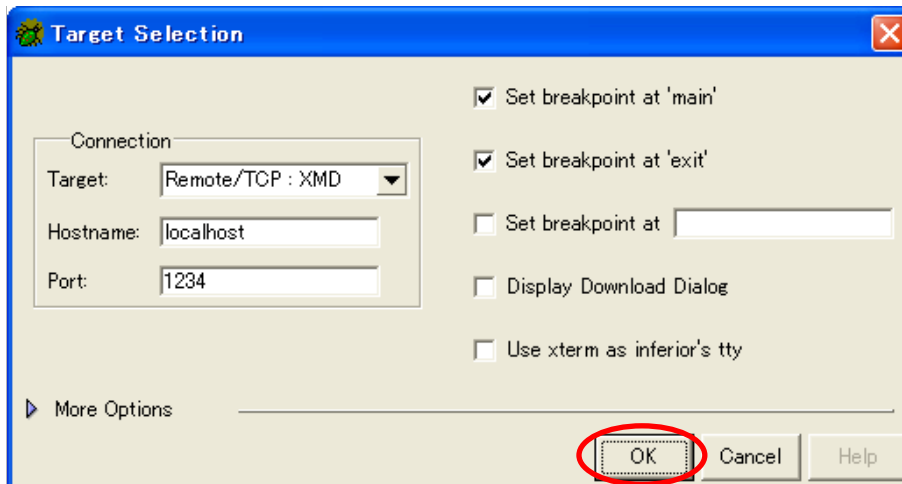 Target Selection
Connection
Target: Remote/TCP : XMD
Hostname: localhost
Port: 1234
Set breakpoint at 'main'
Set breakpoint at 'exit'
Set breakpoint at
Display Download Dialog
Use xterm as inferior's tty
More Options
OK Cancel Help